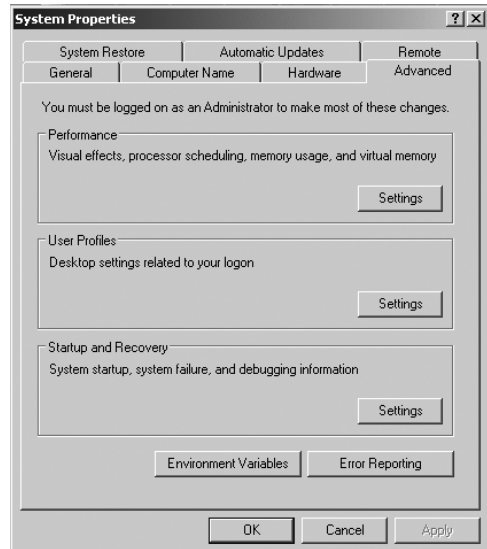 System Properties
System Restore
Automatic Updates
Remote
General
Computer Name
Hardware
Advanced
You must be logged on as an Administrator to make most of these changes.
Performance
Visual effects, processor scheduling, memory usage, and virtual memory
Settings
User Profiles
Desktop settings related to your logon
Settings
Startup and Recovery
System startup, system failure, and debugging information
Settings
Environment Variables
Error Reporting
OK
Cancel
Apply